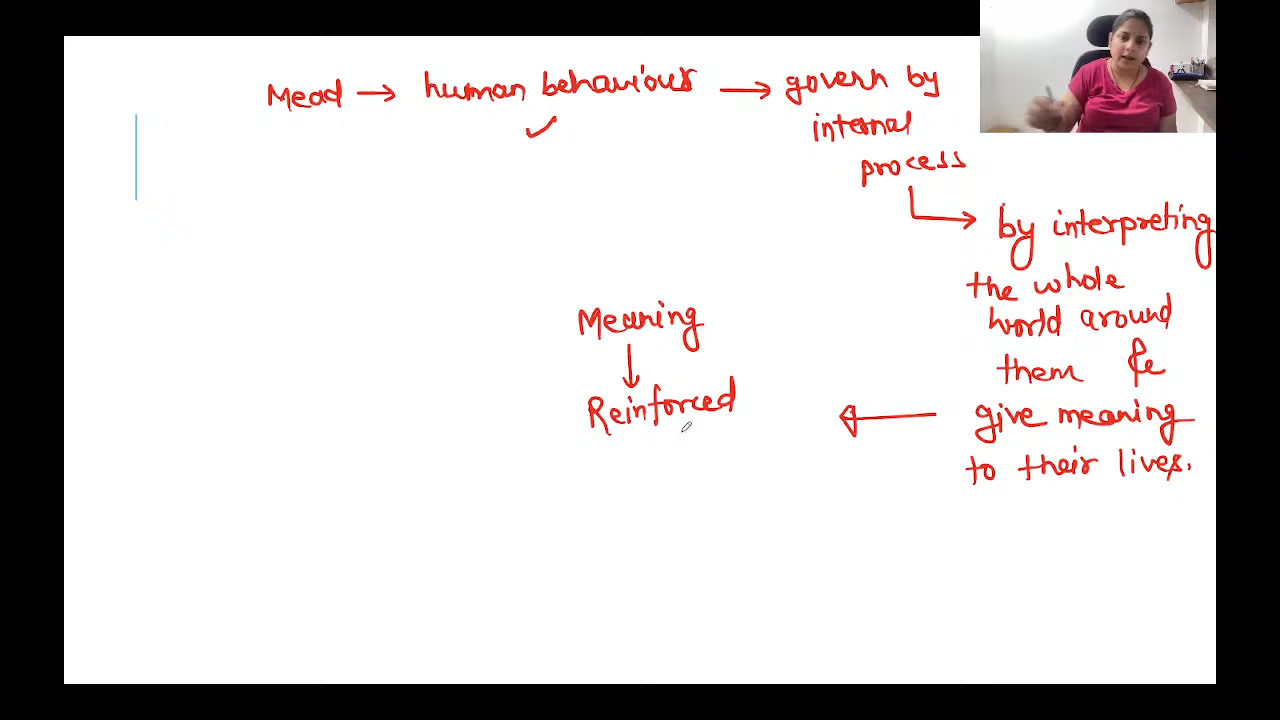 Mead → human behaviour → govern by
internal
process
by interpreting
the whole
world around
them &
give meaning
to their lives.
Meaning
Reinforced